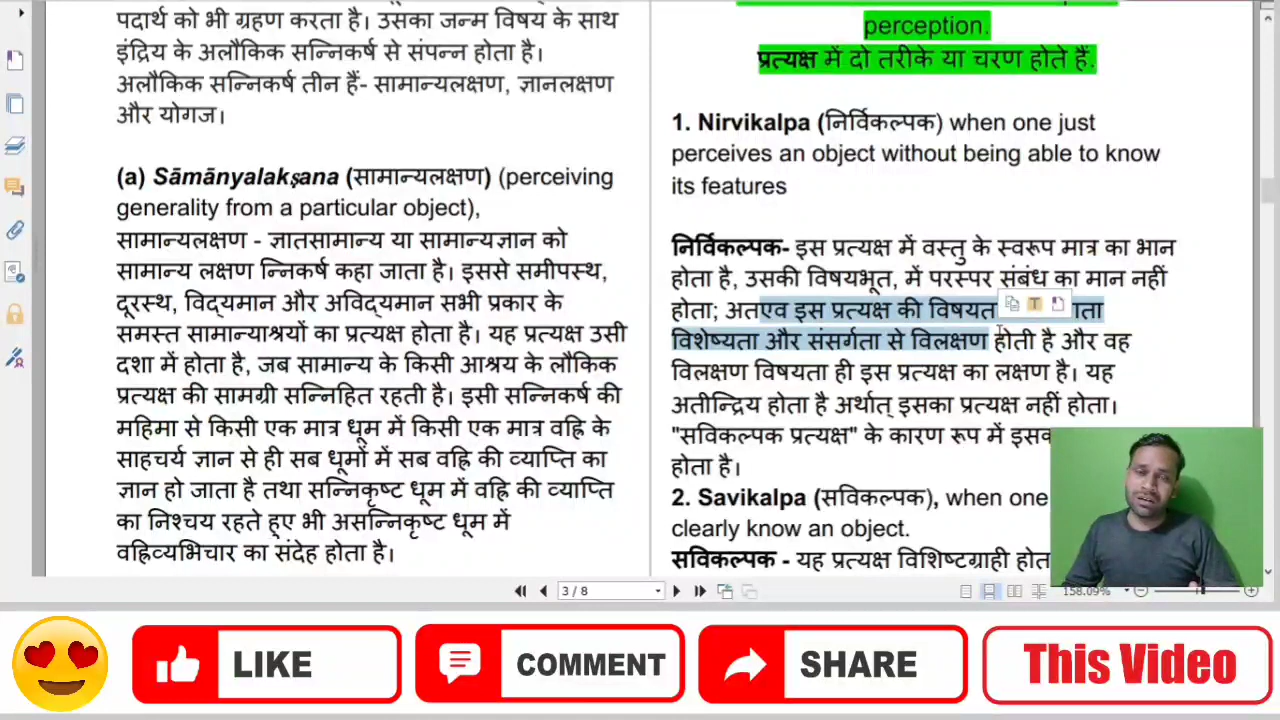 पदार्थ को भी ग्रहण करता है। उसका जन्म विषय के साथ
इंद्रिय के अलौकिक सन्निकर्ष से संपन्न होता है।
अलौकिक सन्निकर्ष तीन हैं- सामान्यलक्षण, ज्ञानलक्षण
और योगज।
(a) Sāmānyalakṣana (सामान्यलक्षण) (perceiving
generality from a particular object),
सामान्यलक्षण - ज्ञातसामान्य या सामान्यज्ञान को
सामान्य लक्षण न्निकर्ष कहा जाता है। इससे समीपस्थ,
दूरस्थ, विद्यमान और अविद्यमान सभी प्रकार के
समस्त सामान्याश्रयों का प्रत्यक्ष होता है। यह प्रत्यक्ष उसी
दशा में होता है, जब सामान्य के किसी आश्रय के लौकिक
प्रत्यक्ष की सामग्री सन्निहित रहती है। इसी सन्निकर्ष की
महिमा से किसी एक मात्र धूम में किसी एक मात्र वह्नि के
साहचर्य ज्ञान से ही सब धूमों में सब वह्नि की व्याप्ति का
ज्ञान हो जाता है तथा सन्निकृष्ट धूम में वह्नि की व्याप्ति
का निश्चय रहते हूए भी असन्निकृष्ट धूम में
वह्निव्यभिचार का संदेह होता है।
perception.
प्रत्यक्ष में दो तरीके या चरण होते हैं.
1. Nirvikalpa (निर्विकल्पक) when one just
perceives an object without being able to know
its features
निर्विकल्पक- इस प्रत्यक्ष में वस्तु के स्वरूप मात्र का भान
होता है, उसकी विषयभूत, में परस्पर संबंध का मान नहीं
होता; अतएव इस प्रत्यक्ष की विषयत ाता
विशेष्यता और संसर्गता से विलक्षण होती है और वह
विलक्षण विषयता ही इस प्रत्यक्ष का लक्षण है। यह
अतीन्द्रिय होता है अर्थात् इसका प्रत्यक्ष नहीं होता।
"सविकल्पक प्रत्यक्ष" के कारण रूप में इसक
होता है।
2. Savikalpa (सविकल्पक), when one
clearly know an object.
सविकल्पक - यह प्रत्यक्ष विशिष्टग्राही होत
3 / 8
158.09%
LIKE
COMMENT
SHARE
This Video